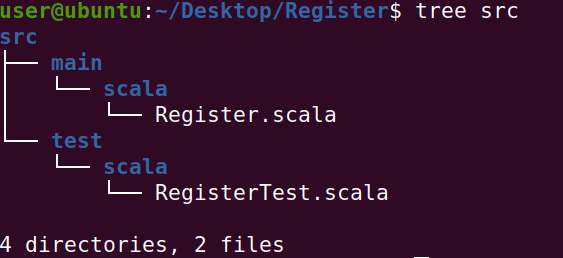 user@ubuntu:~/Desktop/Register$ tree src
src
├── main
│   └── scala
│       └── Register.scala
└── test
    └── scala
        └── RegisterTest.scala
4 directories, 2 files